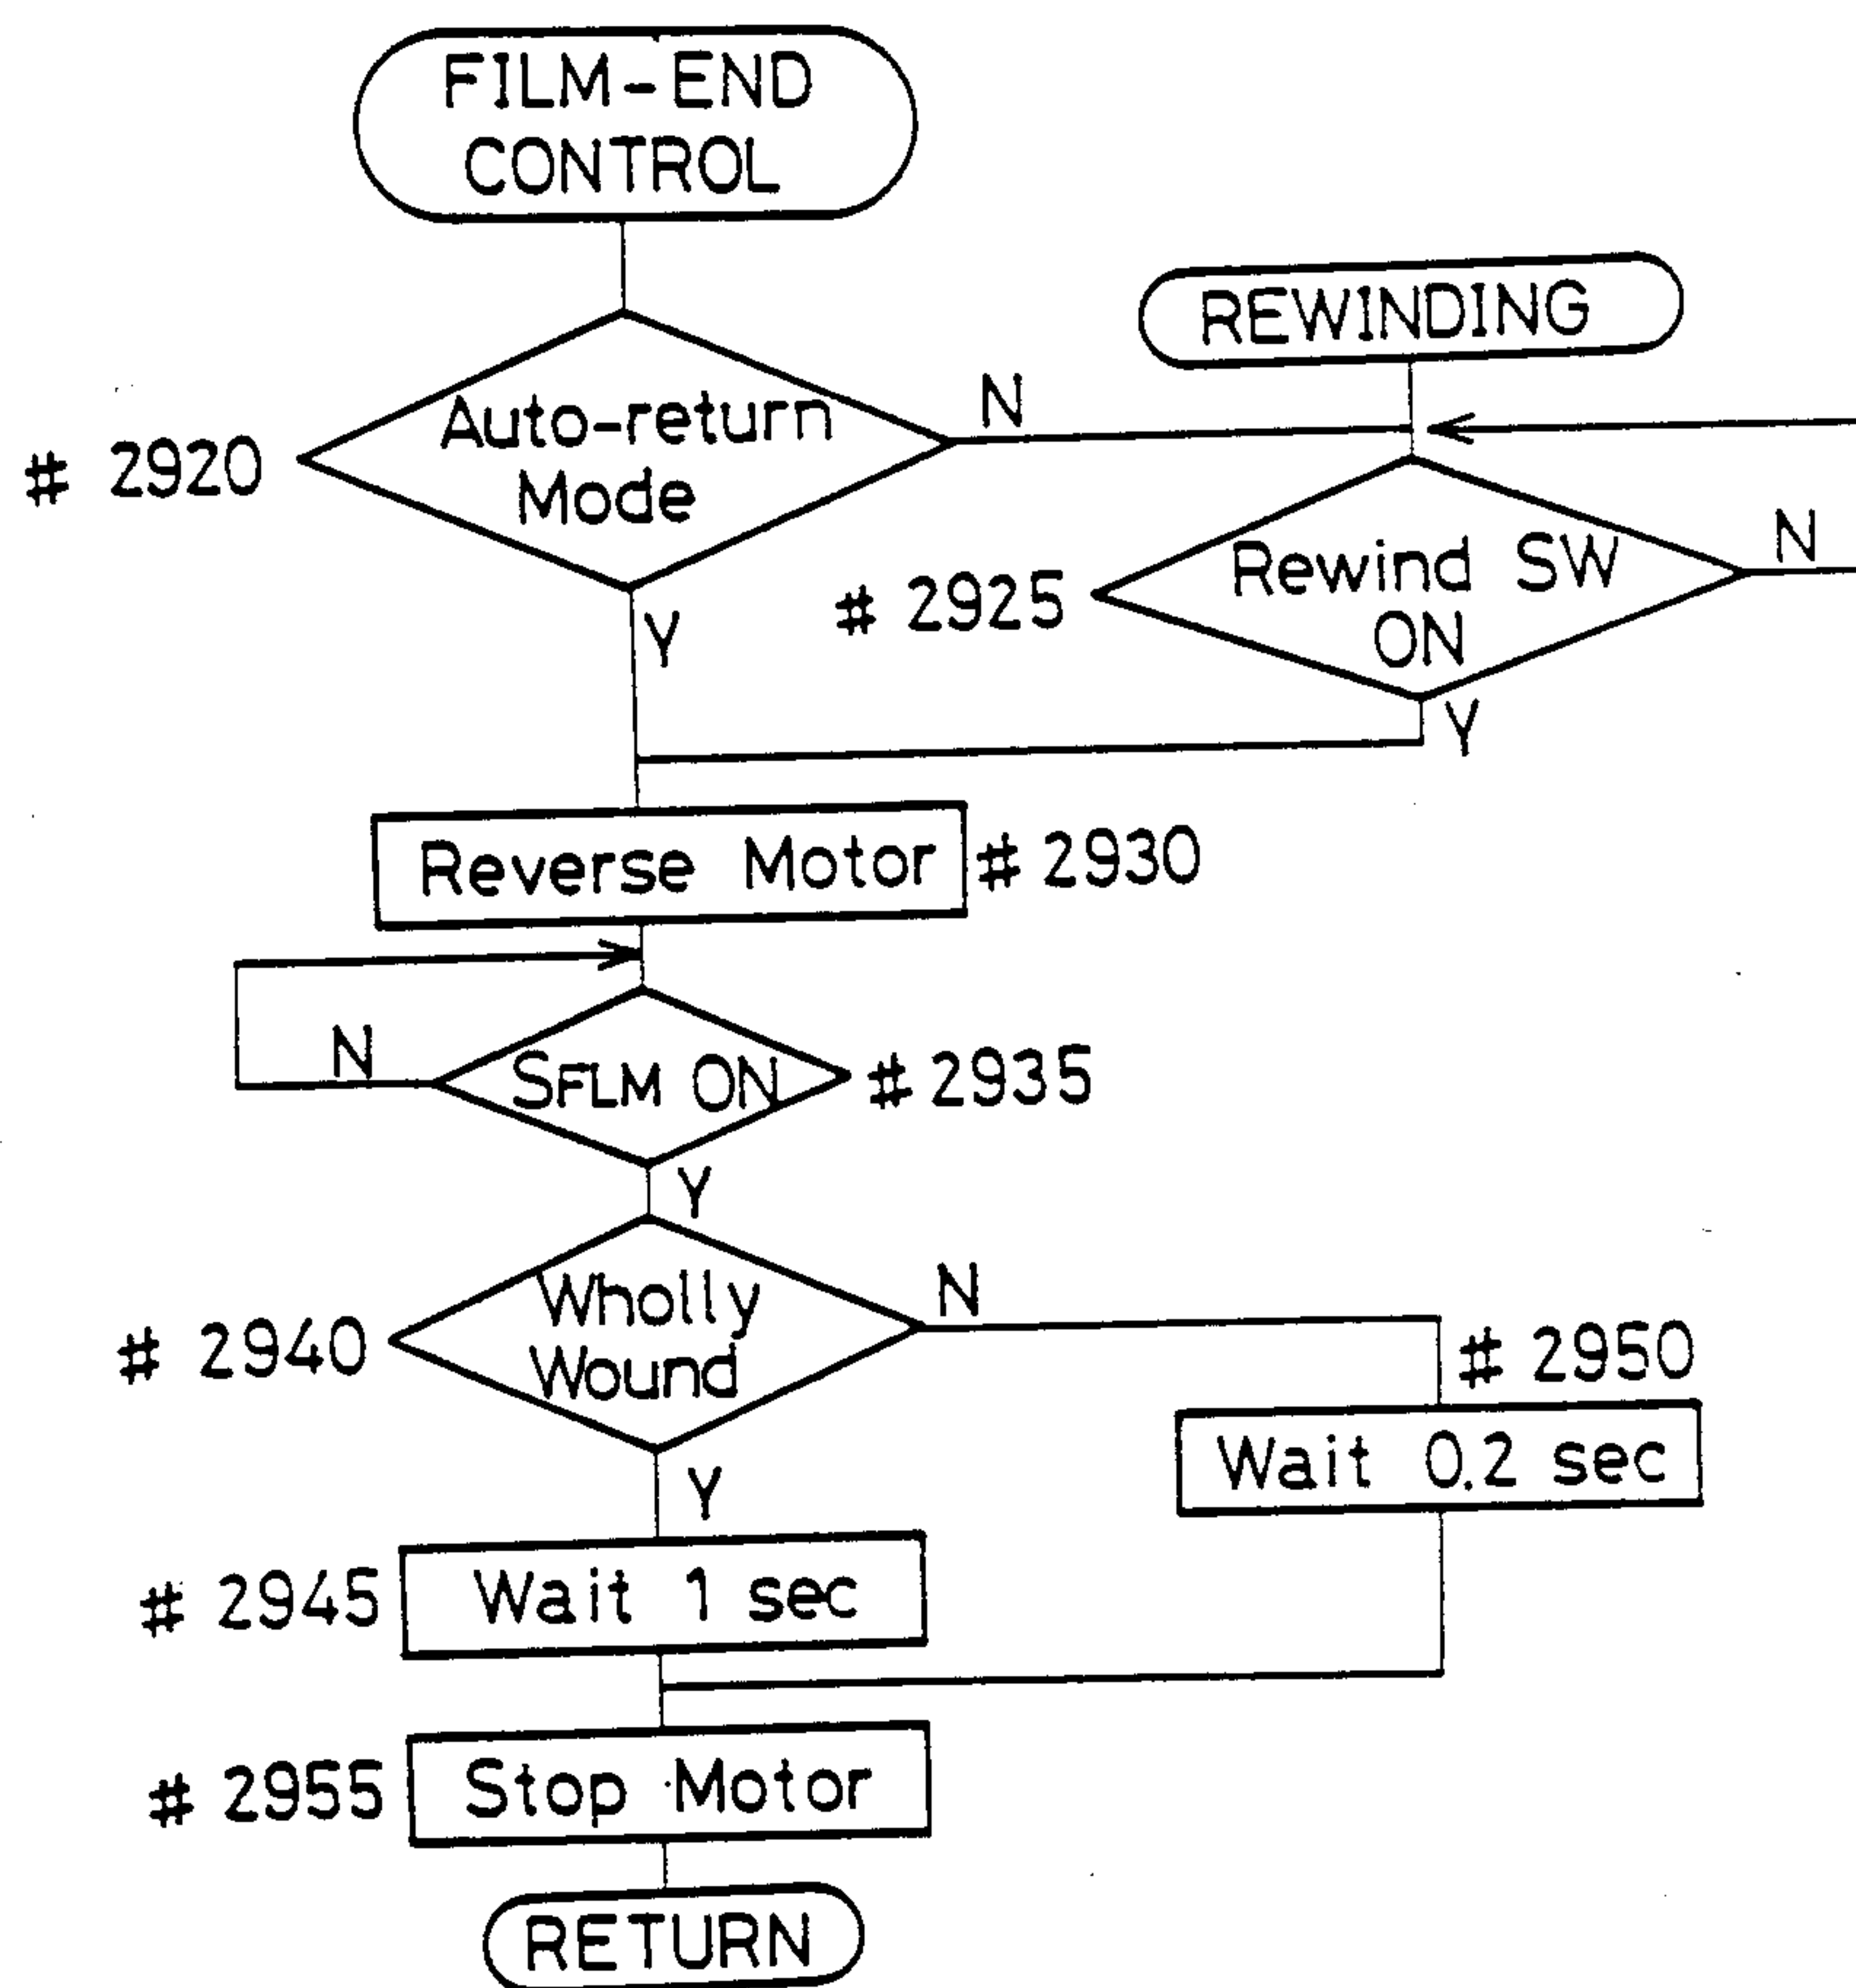 FILM-END
CONTROL
REWINDING
Auto-return
Mode
N
# 2920
Y
Rewind SW
ON
N
# 2925
Y
Reverse Motor
# 2930
N
SFLM ON
# 2935
Y
Wholly
Wound
N
# 2940
Y
# 2950
Wait 0.2 sec
Wait 1 sec
# 2945
Stop Motor
# 2955
RETURN